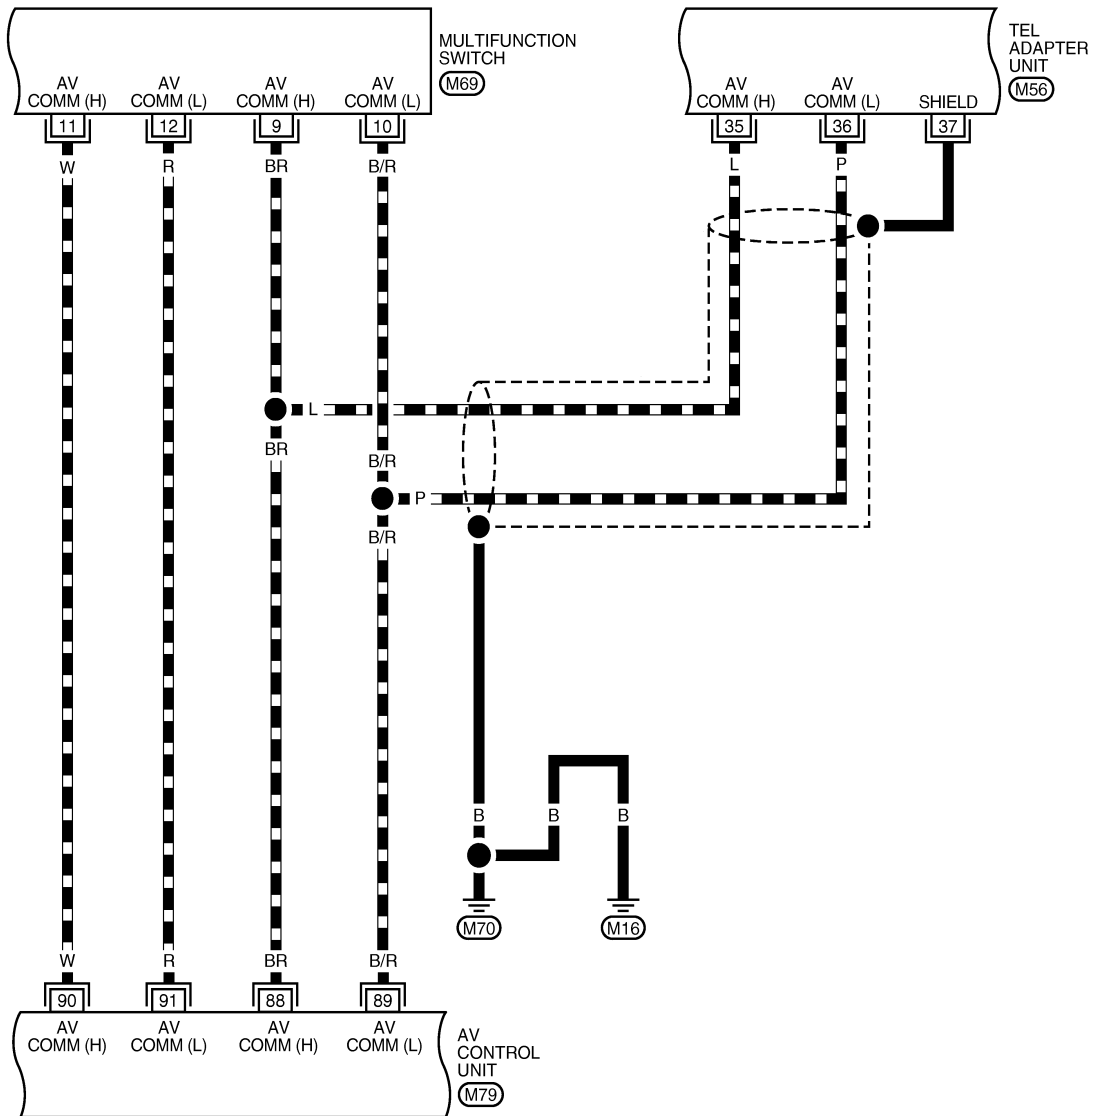 MULTIFUNCTION
SWITCH
M69
AV
COMM (H)
AV
COMM (L)
AV
COMM (H)
AV
COMM (L)
11
12
9
10
TEL
ADAPTER
UNIT
M56
AV
COMM (H)
AV
COMM (L)
SHIELD
35
36
37
W
R
BR
B/R
L
P
L
BR
B/R
P
B/R
B
B
B
M70
M16
W
R
BR
B/R
90
91
88
89
AV
COMM (H)
AV
COMM (L)
AV
COMM (H)
AV
COMM (L)
AV
CONTROL
UNIT
M79